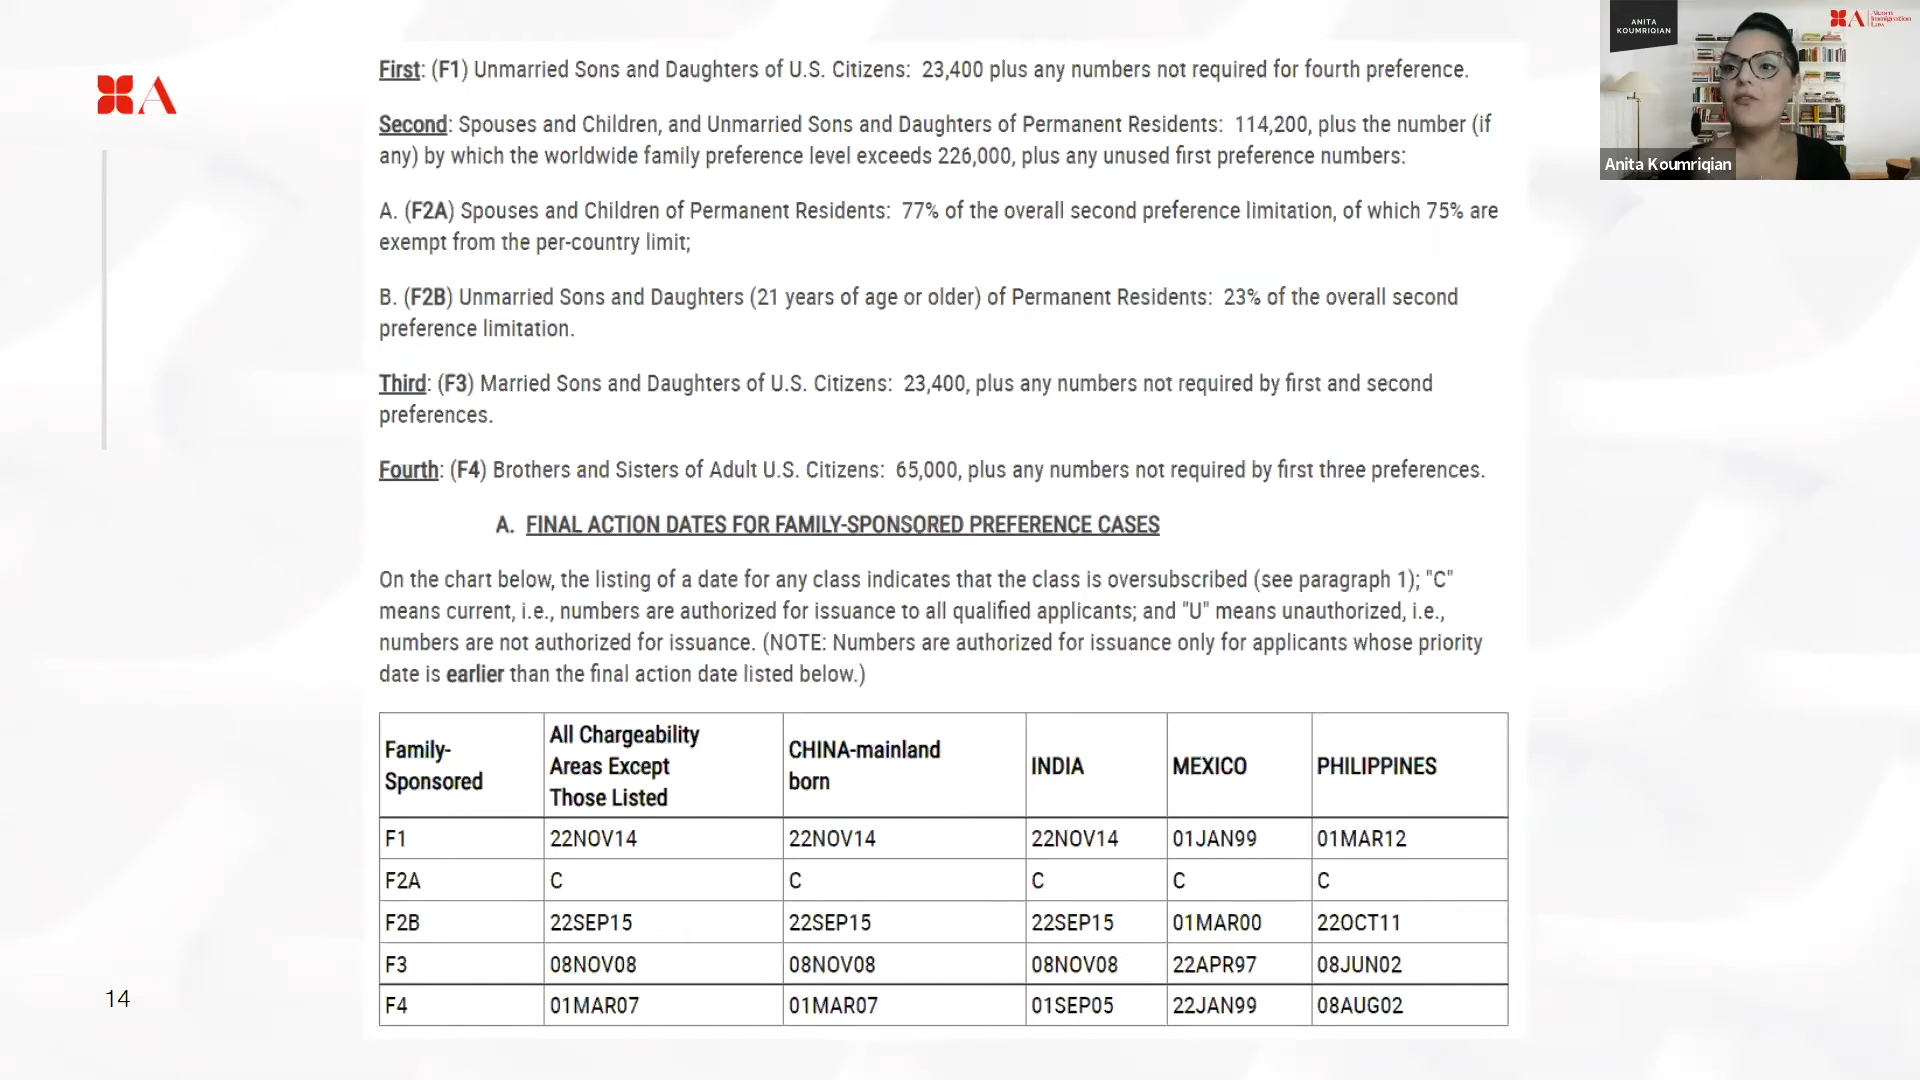 First: (F1) Unmarried Sons and Daughters of U.S. Citizens: 23,400 plus any numbers not required for fourth preference.
Second: Spouses and Children, and Unmarried Sons and Daughters of Permanent Residents: 114,200, plus the number (if
any) by which the worldwide family preference level exceeds 226,000, plus any unused first preference numbers:
A. (F2A) Spouses and Children of Permanent Residents: 77% of the overall second preference limitation, of which 75% are
exempt from the per-country limit;
B. (F2B) Unmarried Sons and Daughters (21 years of age or older) of Permanent Residents: 23% of the overall second
preference limitation.
Third: (F3) Married Sons and Daughters of U.S. Citizens: 23,400, plus any numbers not required by first and second
preferences.
Fourth: (F4) Brothers and Sisters of Adult U.S. Citizens: 65,000, plus any numbers not required by first three preferences.
A. FINAL ACTION DATES FOR FAMILY-SPONSORED PREFERENCE CASES
On the chart below, the listing of a date for any class indicates that the class is oversubscribed (see paragraph 1); "C"
means current, i.e., numbers are authorized for issuance to all qualified applicants; and "U" means unauthorized, i.e.,
numbers are not authorized for issuance. (NOTE: Numbers are authorized for issuance only for applicants whose priority
date is earlier than the final action date listed below.)
Family-
Sponsored
All Chargeability
Areas Except
Those Listed
CHINA-mainland
born
INDIA
MEXICO
PHILIPPINES
F1 22NOV14 22NOV14 22NOV14 01JAN99 01MAR12
F2A C C C C C
F2B 22SEP15 22SEP15 22SEP15 01MAR00 22OCT11
F3 08NOV08 08NOV08 08NOV08 22APR97 08JUN02
F4 01MAR07 01MAR07 01SEP05 22JAN99 08AUG02
14
A
ANITA
KOUMRIQIAN
A
Alcorn
Immigration
Law
Anita Koumriqian